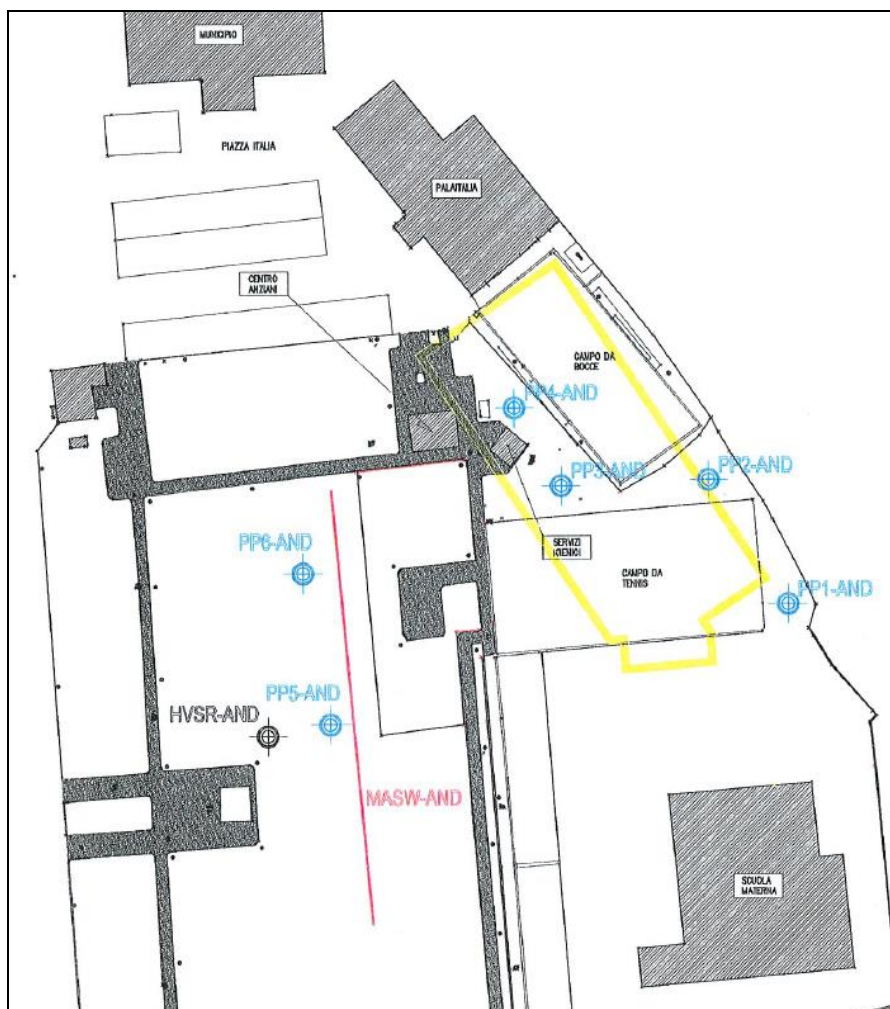 MUNICIPIO
PIAZZA ITALIA
PALAITALIA
CENTRO
ANZIANI
CAMPO DA
BOCCE
PP4-AND
PP3-AND
PP2-AND
SERVIZI
IGIENICI
CAMPO DA
TENNIS
PP6-AND
PP1-AND
PP5-AND
HVSR-AND
MASW-AND
SCUOLA
MATERNA